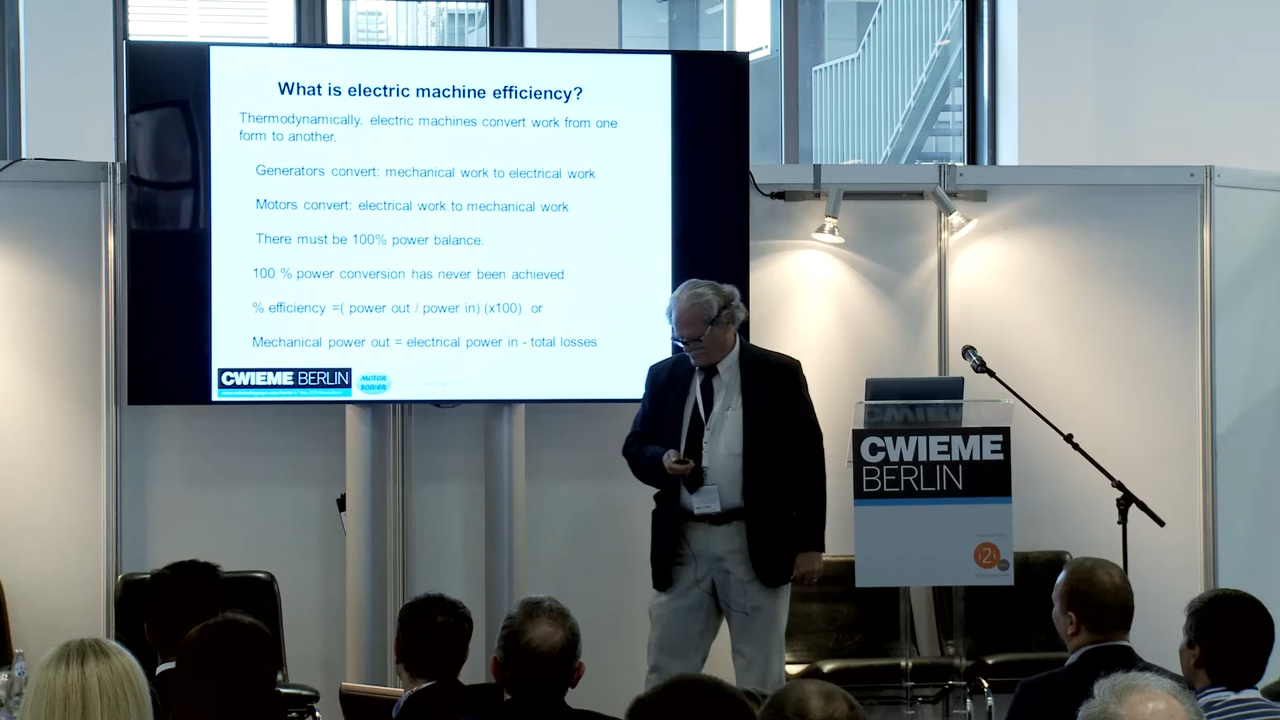 What is electric machine efficiency?
Thermodynamically, electric machines convert work from one
form to another.
Generators convert: mechanical work to electrical work
Motors convert: electrical work to mechanical work
There must be 100% power balance.
100 % power conversion has never been achieved
% efficiency =( power out / power in) (x100) or
Mechanical power out = electrical power in - total losses
CWIEME BERLIN
MOTOR
SOLVER
CWIEME
BERLIN
i2i